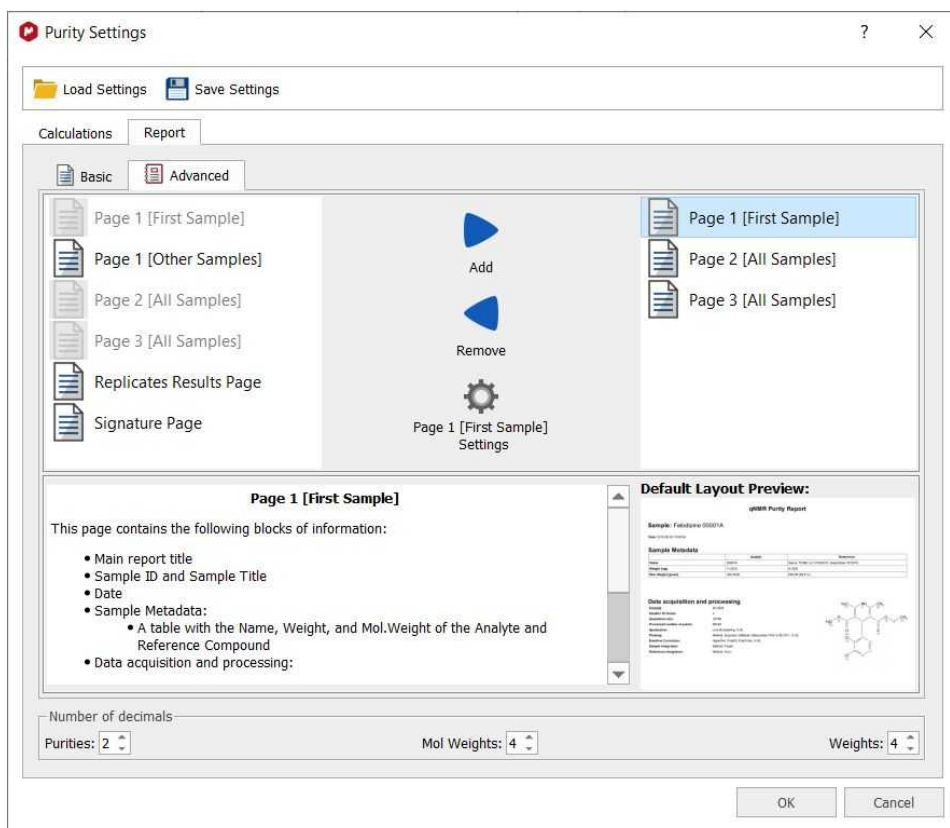 Purity Settings
?
Load Settings
Save Settings
Calculations
Report
Basic
Advanced
Page 1 [First Sample]
Page 1 [Other Samples]
Page 2 [All Samples]
Page 3 [All Samples]
Replicates Results Page
Signature Page
Add
Remove
Page 1 [First Sample]
Settings
Page 1 [First Sample]
Page 2 [All Samples]
Page 3 [All Samples]
Page 1 [First Sample]
This page contains the following blocks of information:
• Main report title
• Sample ID and Sample Title
• Date
• Sample Metadata:
• A table with the Name, Weight, and Mol.Weight of the Analyte and
Reference Compound
• Data acquisition and processing:
Default Layout Preview:
qNMR Purity Report
Sample:
Sample Metadata
Data acquisition and processing
Number of decimals
Purities: 2
Mol Weights: 4
Weights: 4
OK
Cancel